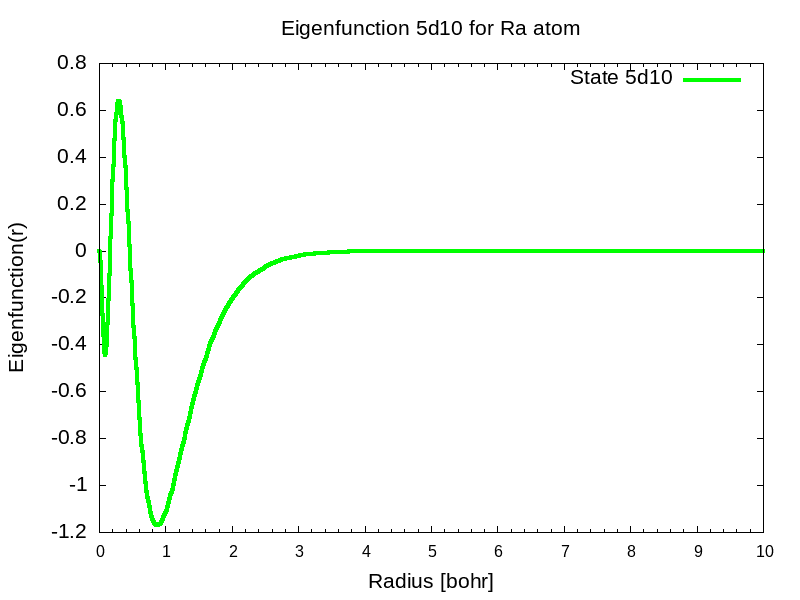 Eigenfunction 5d10 for Ra atom
State 5d10
0.8
0.6
0.4
0.2
0
-0.2
-0.4
-0.6
-0.8
-1
-1.2
Eigenfunction(r)
0 1 2 3 4 5 6 7 8 9 10
Radius [bohr]